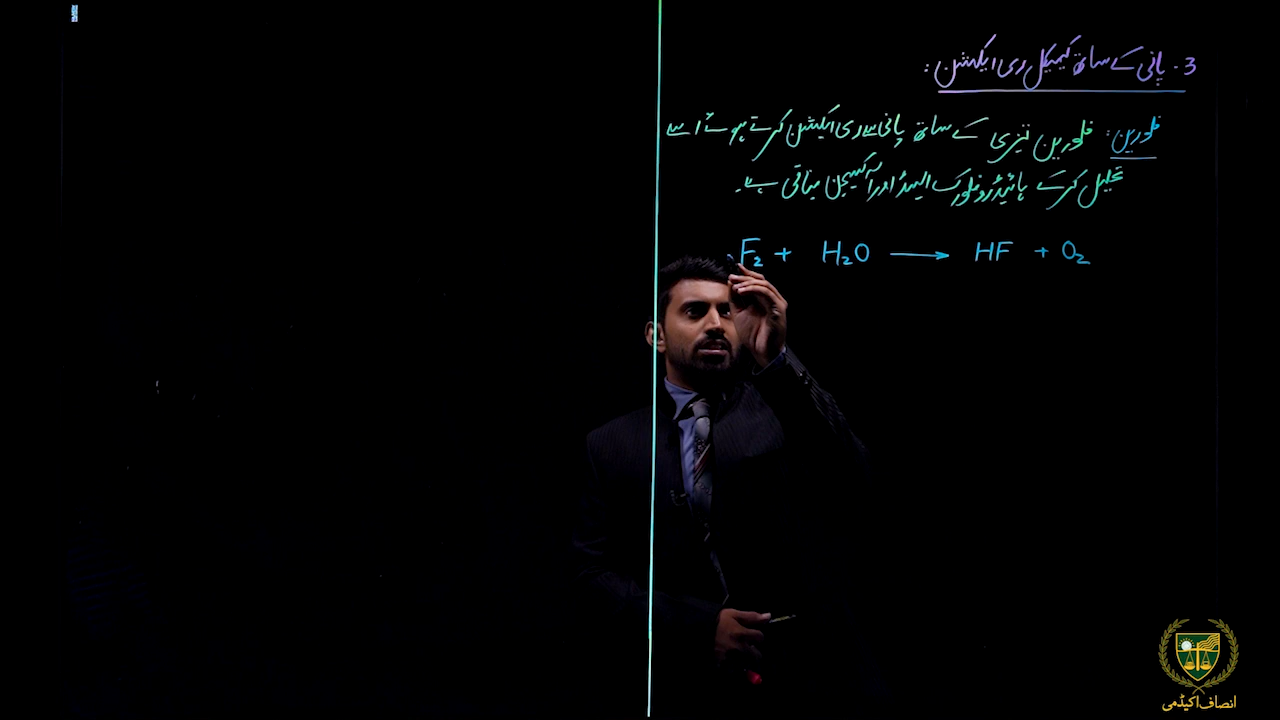 3. پانی کے ساتھ کیمیکل ری ایکشن:
فلورین: فلورین تیزی کے ساتھ پانی سے ری ایکشن کرتے ہوئے اسے
تحلیل کرکے ہائیڈروفلورک ایسڈ اور آکسیجن بناتی ہے۔
F₂ + H₂O → HF + O₂
انصاف اکیڈمی